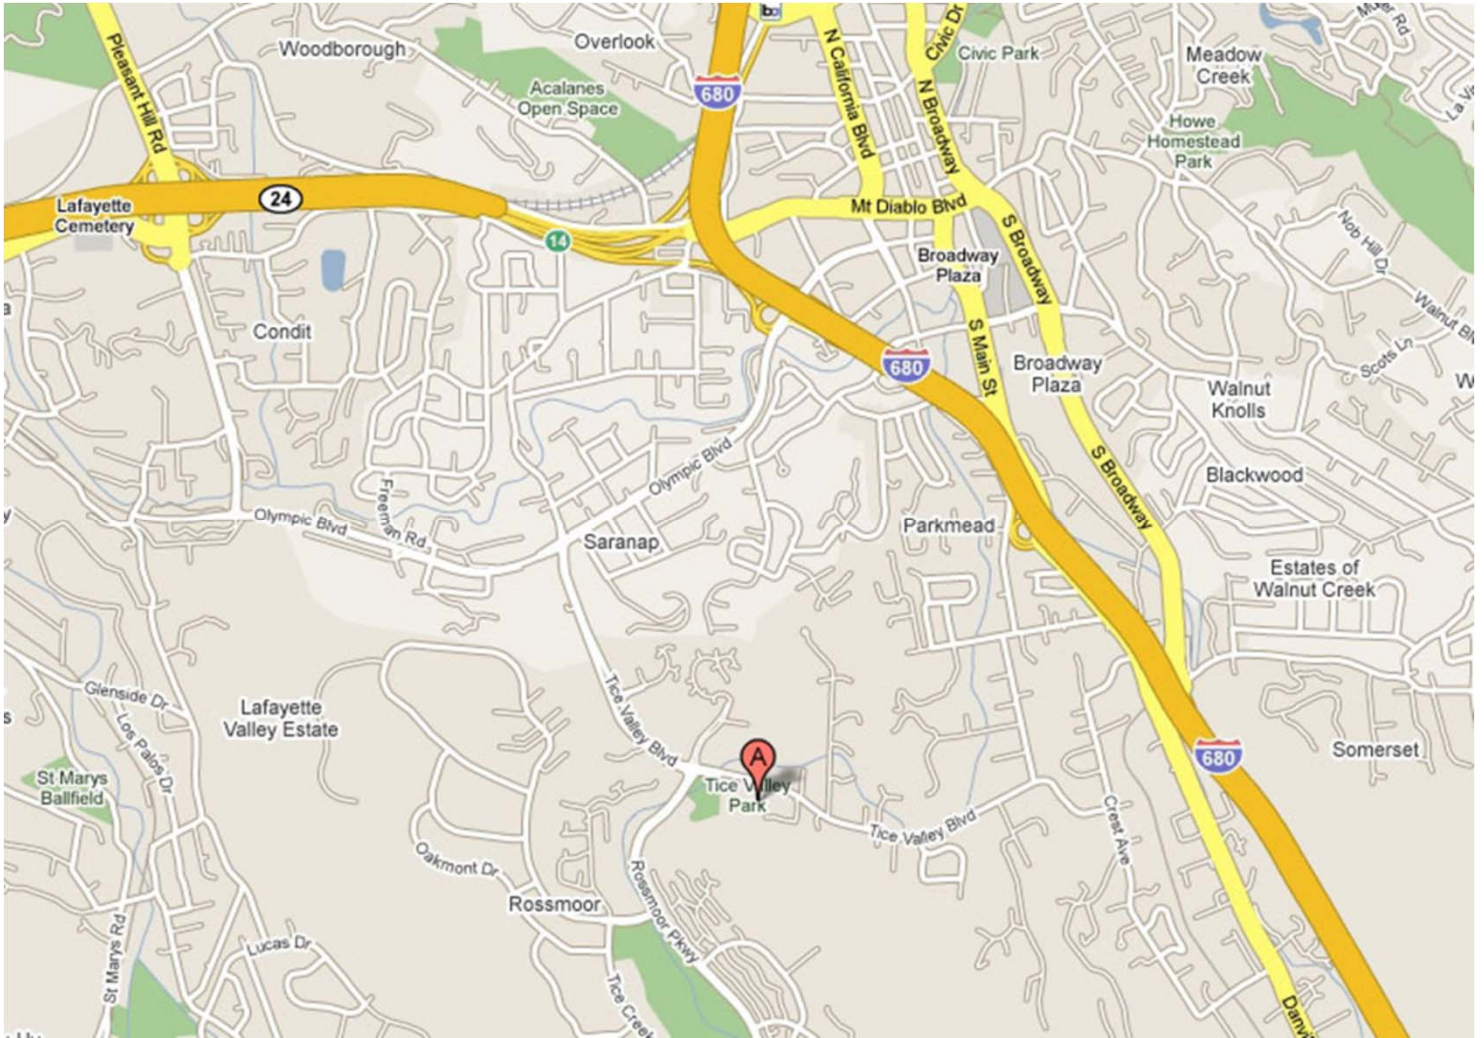 Pleasant Hill Rd
Woodborough
Overlook
Acalanes
Open Space
680
N California Blvd
N Broadway
Civic Dr
Civic Park
Meadow
Creek
Howe
Homestead
Park
24
Lafayette
Cemetery
14
Mt Diablo Blvd
Broadway
Plaza
S Broadway
Nob Hill Dr
Condit
680
S Main St
Broadway
Plaza
Scots Ln
Walnut
Knolls
Olympic Blvd
S Broadway
Blackwood
Olympic Blvd
Freeman Rd
Saranap
Parkmead
Estates of
Walnut Creek
Glenside Dr
Los Palos Dr
Lafayette
Valley Estate
Tice Valley Blvd
A
Tice Valley
Park
680
Somerset
St Marys
Ballfield
Tice Valley Blvd
Crest Ave
Oakmont Dr
Rossmoor
Rossmoor Pkwy
St Marys Rd
Lucas Dr
Tice Creek
Danvi